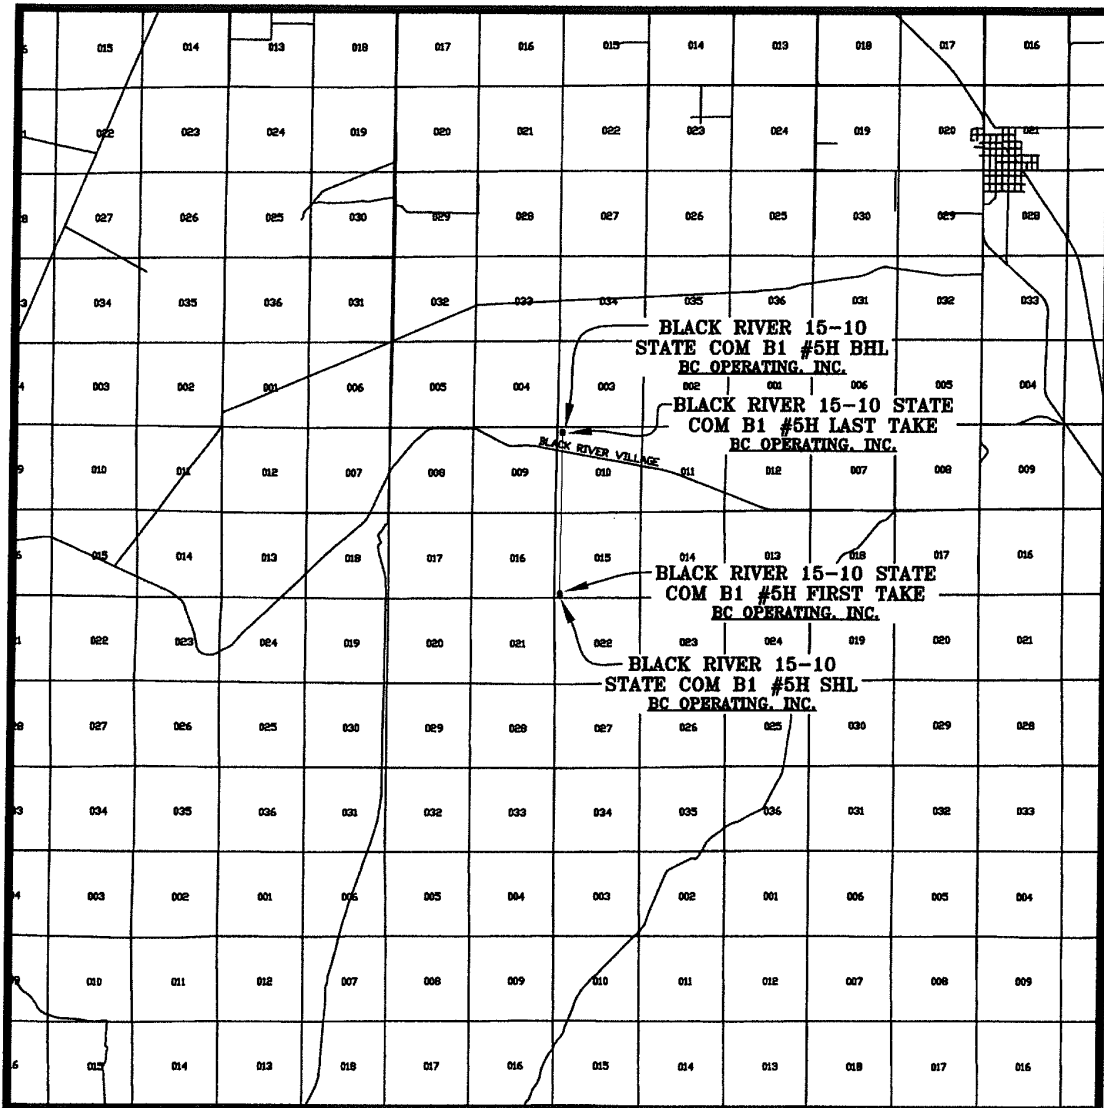 015 014 013 018 017 016 015 014 013 018 017 016
022 023 024 019 020 021 022 023 024 019 020 021
027 026 025 030 029 028 027 026 025 030 029 028
034 035 036 031 032 033 034 035 036 031 032 033
BLACK RIVER 15-10
STATE COM B1 #5H BHL
BC OPERATING, INC.
003 002 001 006 005 004 003 002 001 006 005 004
BLACK RIVER 15-10 STATE
COM B1 #5H LAST TAKE
BC OPERATING, INC.
BLACK RIVER VILLAGE
010 011 012 007 008 009 010 011 012 007 008 009
015 014 013 018 017 016 015 014 013 018 017 016
BLACK RIVER 15-10 STATE
COM B1 #5H FIRST TAKE
BC OPERATING, INC.
022 023 024 019 020 021 022 023 024 019 020 021
BLACK RIVER 15-10
STATE COM B1 #5H SHL
BC OPERATING, INC.
027 026 025 030 029 028 027 026 025 030 029 028
034 035 036 031 032 033 034 035 036 031 032 033
003 002 001 006 005 004 003 002 001 006 005 004
010 011 012 007 008 009 010 011 012 007 008 009
015 014 013 018 017 016 015 014 013 018 017 016